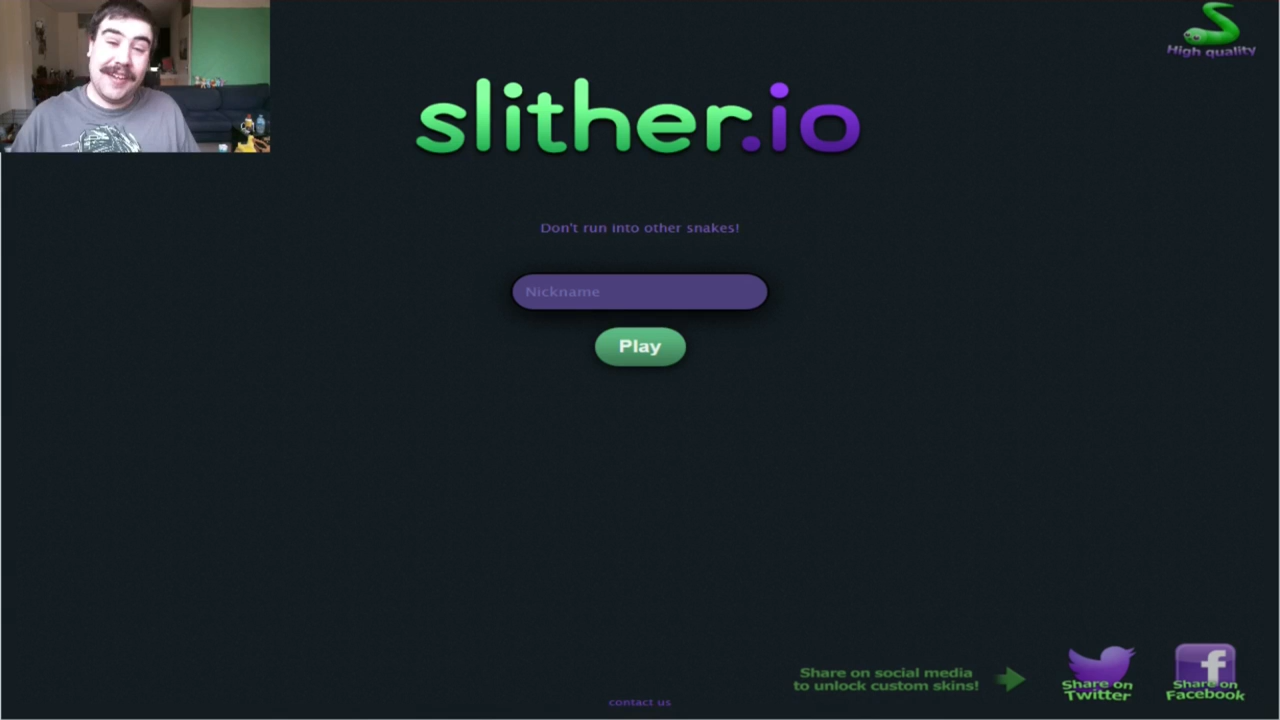 High quality
slither.io
Don't run into other snakes!
Nickname
Play
Share on social media
to unlock custom skins!
Share on
Twitter
f
Share on
Facebook
contact us